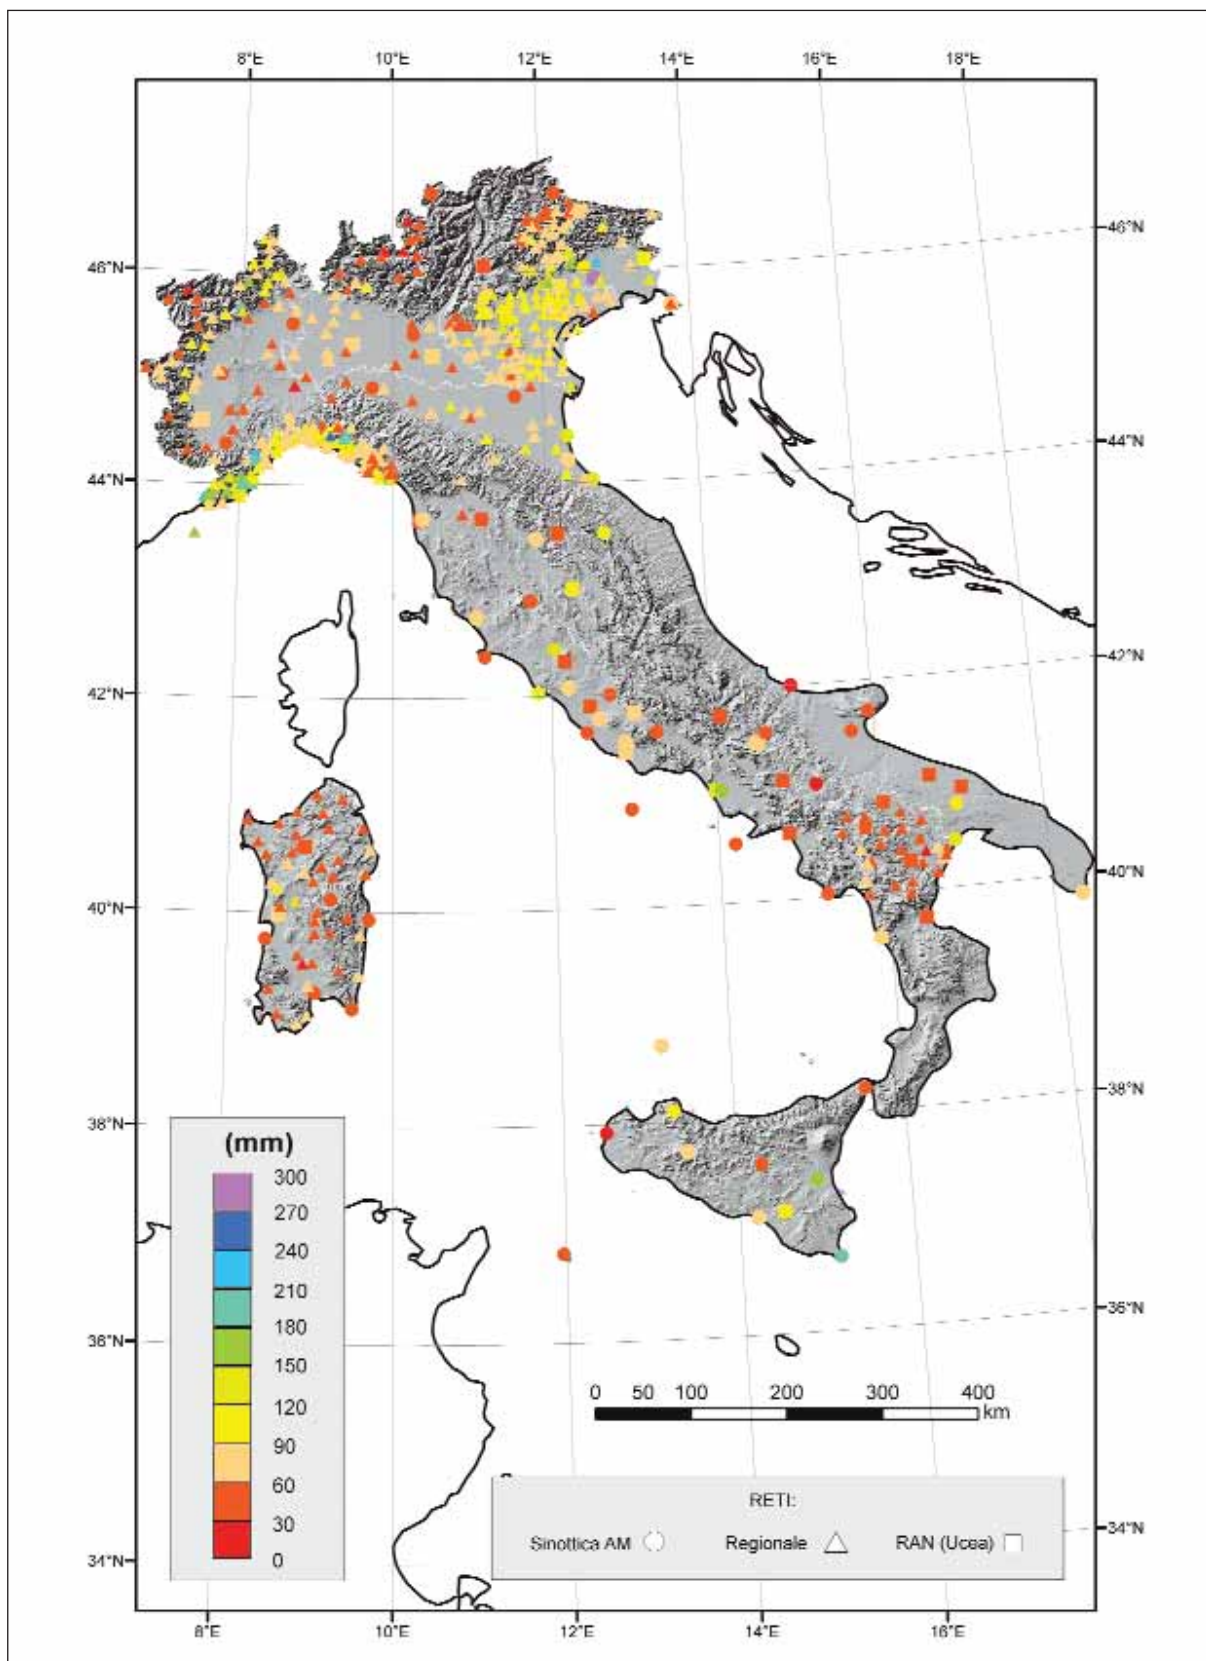 8°E 10°E 12°E 14°E 16°E 18°E
46°N
46°N
44°N
44°N
42°N
42°N
40°N
40°N
38°N
38°N
36°N
36°N
34°N
34°N
(mm)
300
270
240
210
180
150
120
90
60
30
0
0 50 100 200 300 400
km
RETI:
Sinottica AM Regionale RAN (Ucea)
8°E 10°E 12°E 14°E 16°E